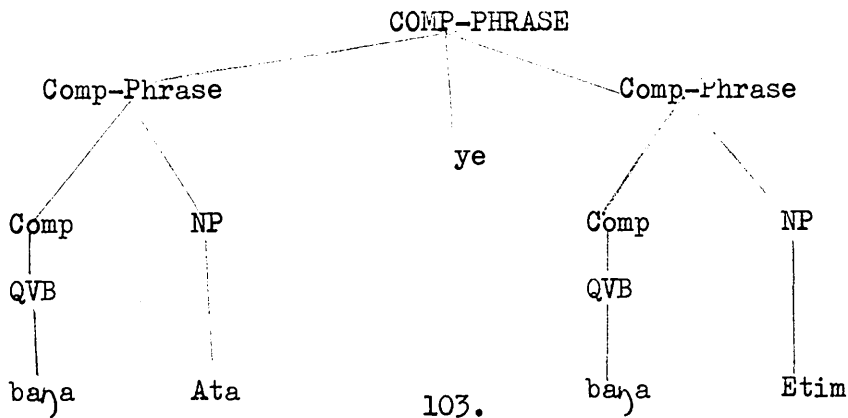 COMP-PHRASE
Comp-Phrase Comp-Phrase
ye
Comp NP Comp NP
QVB QVB
baŋa Ata baŋa Etim
103.